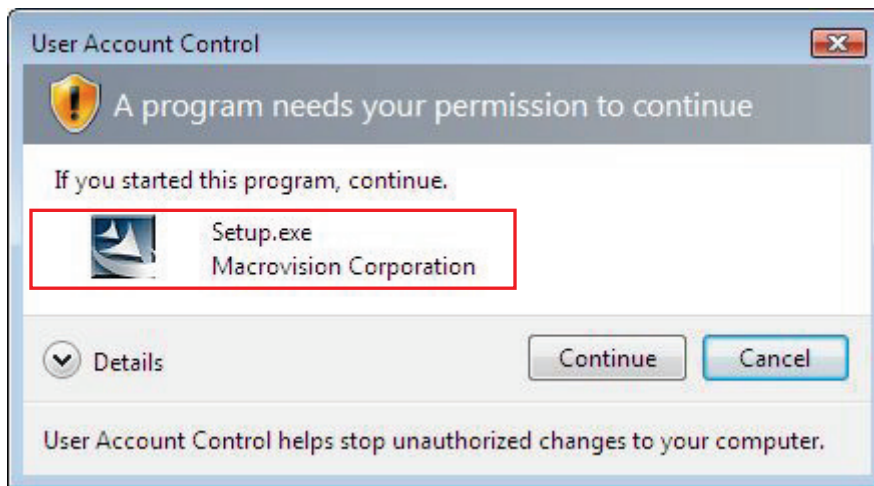 User Account Control
A program needs your permission to continue
If you started this program, continue.
Setup.exe
Macrovision Corporation
Details
Continue
Cancel
User Account Control helps stop unauthorized changes to your computer.